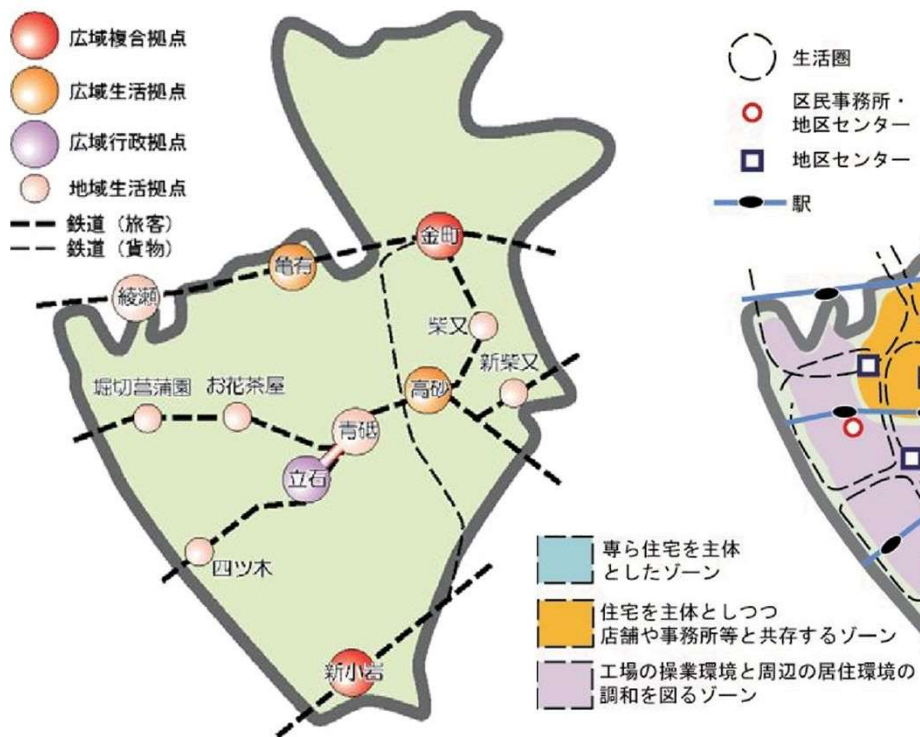 広域複合拠点
広域生活拠点
広域行政拠点
地域生活拠点
鉄道（旅客）
鉄道（貨物）
金町
亀有
綾瀬
柴又
新柴又
高砂
堀切菖蒲園
お花茶屋
青砥
立石
四ツ木
新小岩
生活圏
区民事務所・
地区センター
地区センター
駅
専ら住宅を主体
としたゾーン
住宅を主体としつつ
店舗や事務所等と共存するゾーン
工場の操業環境と周辺の居住環境の
調和を図るゾーン